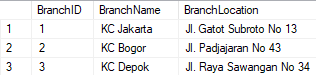 BranchID BranchName BranchLocation
1 1 KC Jakarta Jl. Gatot Subroto No 13
2 2 KC Bogor Jl. Padjajaran No 43
3 3 KC Depok Jl. Raya Sawangan No 34